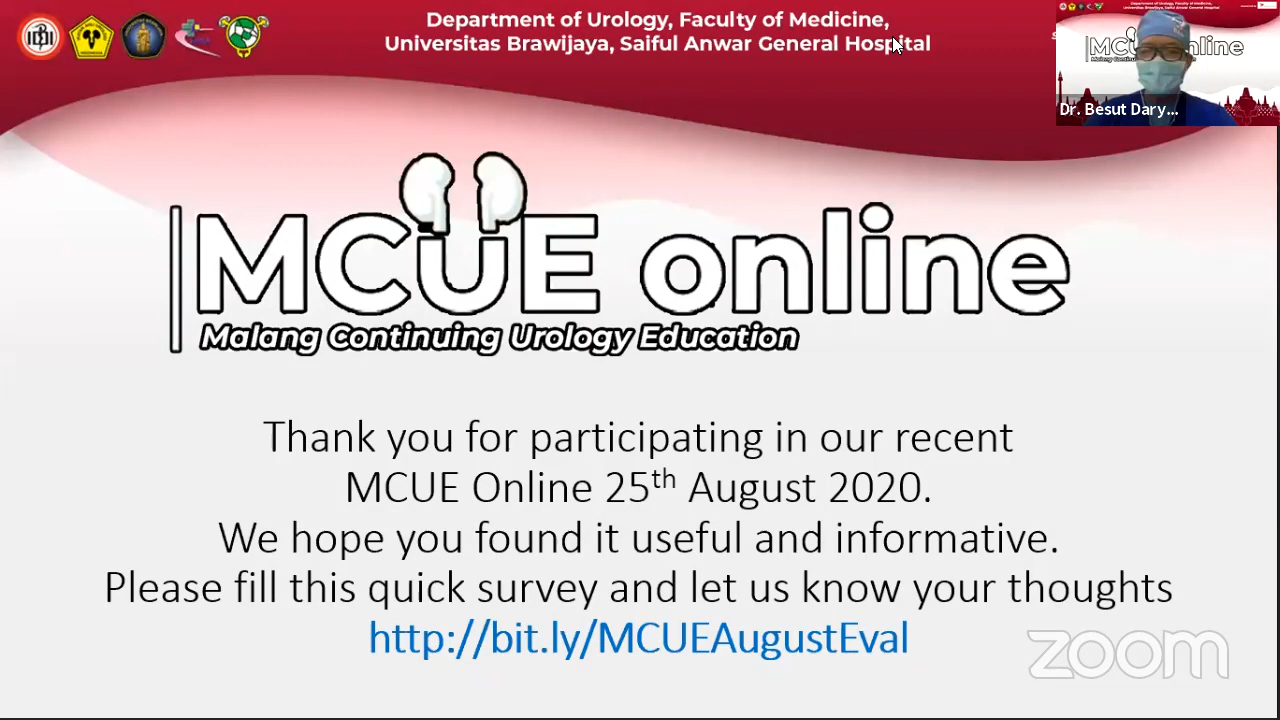 Department of Urology, Faculty of Medicine,
Universitas Brawijaya, Saiful Anwar General Hospital
Dr. Besut Dary...
MCUE online
Malang Continuing Urology Education
Thank you for participating in our recent
MCUE Online 25th August 2020.
We hope you found it useful and informative.
Please fill this quick survey and let us know your thoughts
http://bit.ly/MCUEAugustEval
zoom